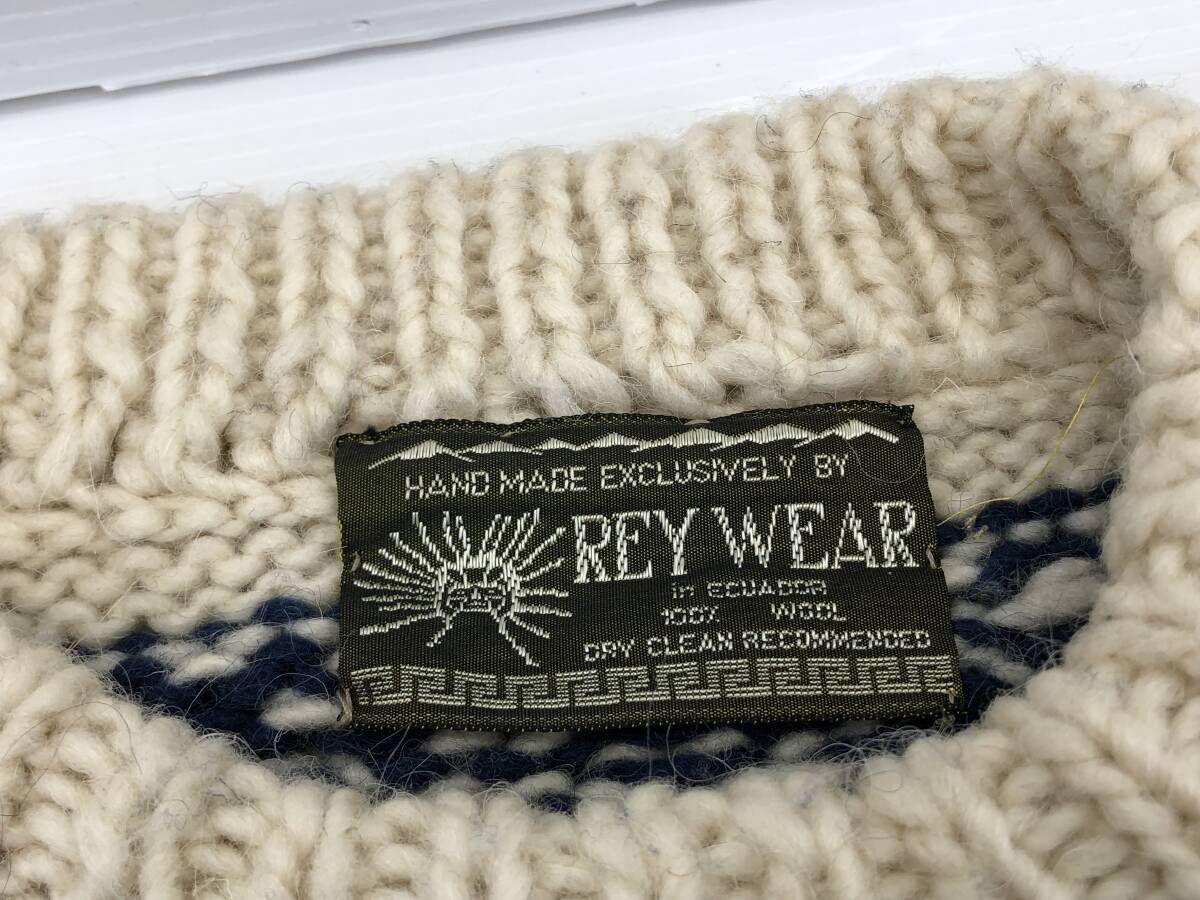 HAND MADE EXCLUSIVELY BY
REY WEAR
IN ECUADOR
100% WOOL
DRY CLEAN RECOMMENDED